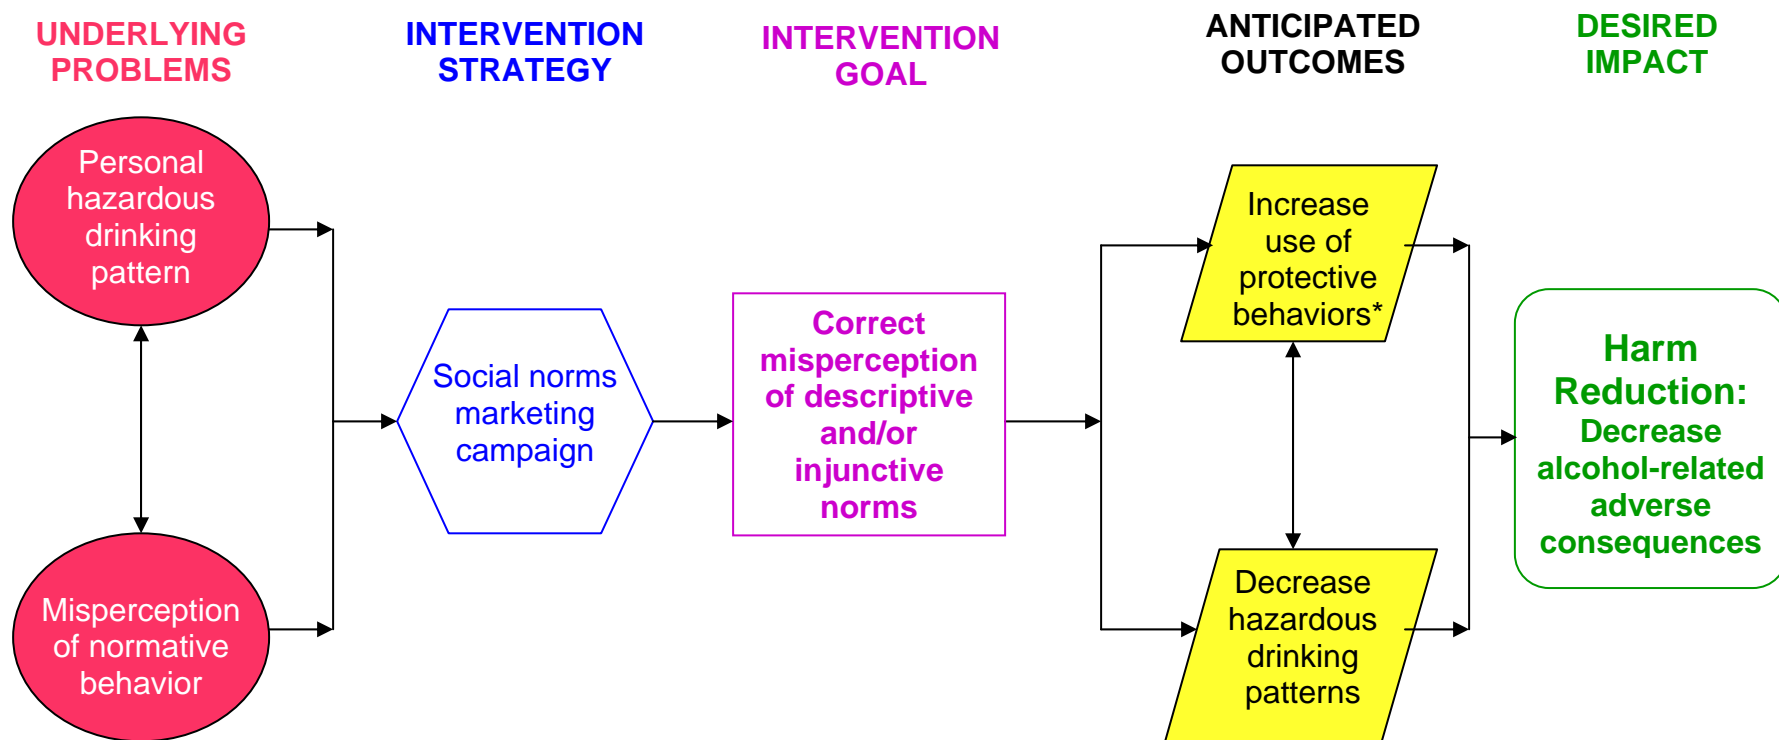 UNDERLYING
PROBLEMS
INTERVENTION
STRATEGY
INTERVENTION
GOAL
ANTICIPATED
OUTCOMES
DESIRED
IMPACT
Personal
hazardous
drinking
pattern
Misperception
of normative
behavior
Social norms
marketing
campaign
Correct
misperception
of descriptive
and/or
injunctive
norms
Increase
use of
protective
behaviors*
Decrease
hazardous
drinking
patterns
Harm
Reduction:
Decrease
alcohol-related
adverse
consequences